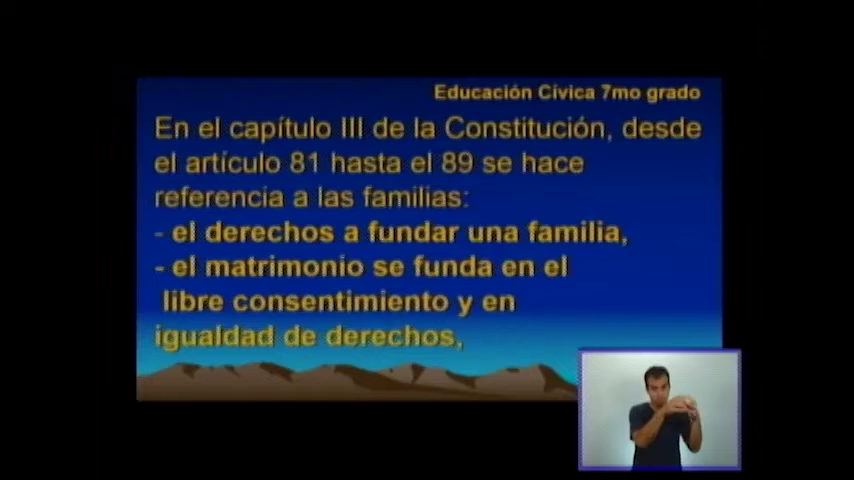 Educación Cívica 7mo grado
En el capítulo III de la Constitución, desde
el artículo 81 hasta el 89 se hace
referencia a las familias:
- el derechos a fundar una familia,
- el matrimonio se funda en el
libre consentimiento y en
igualdad de derechos,